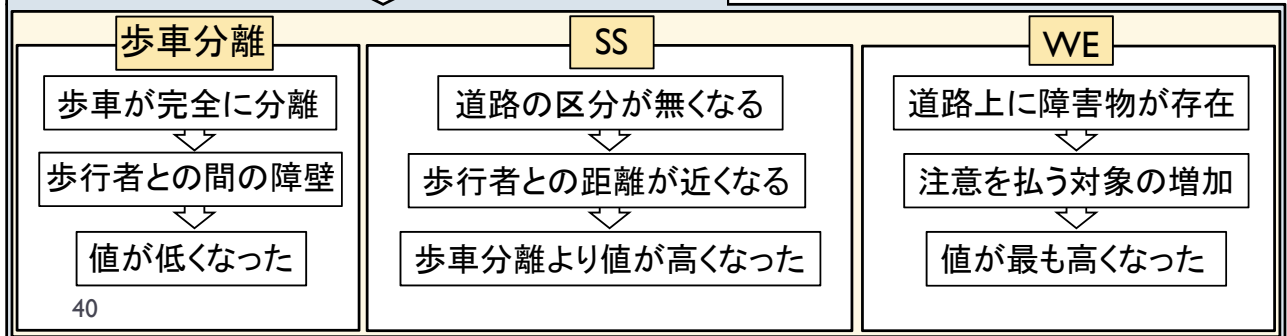 歩車分離
歩車が完全に分離
歩行者との間の障壁
値が低くなった
SS
道路の区分が無くなる
歩行者との距離が近くなる
歩車分離より値が高くなった
WE
道路上に障害物が存在
注意を払う対象の増加
値が最も高くなった
40